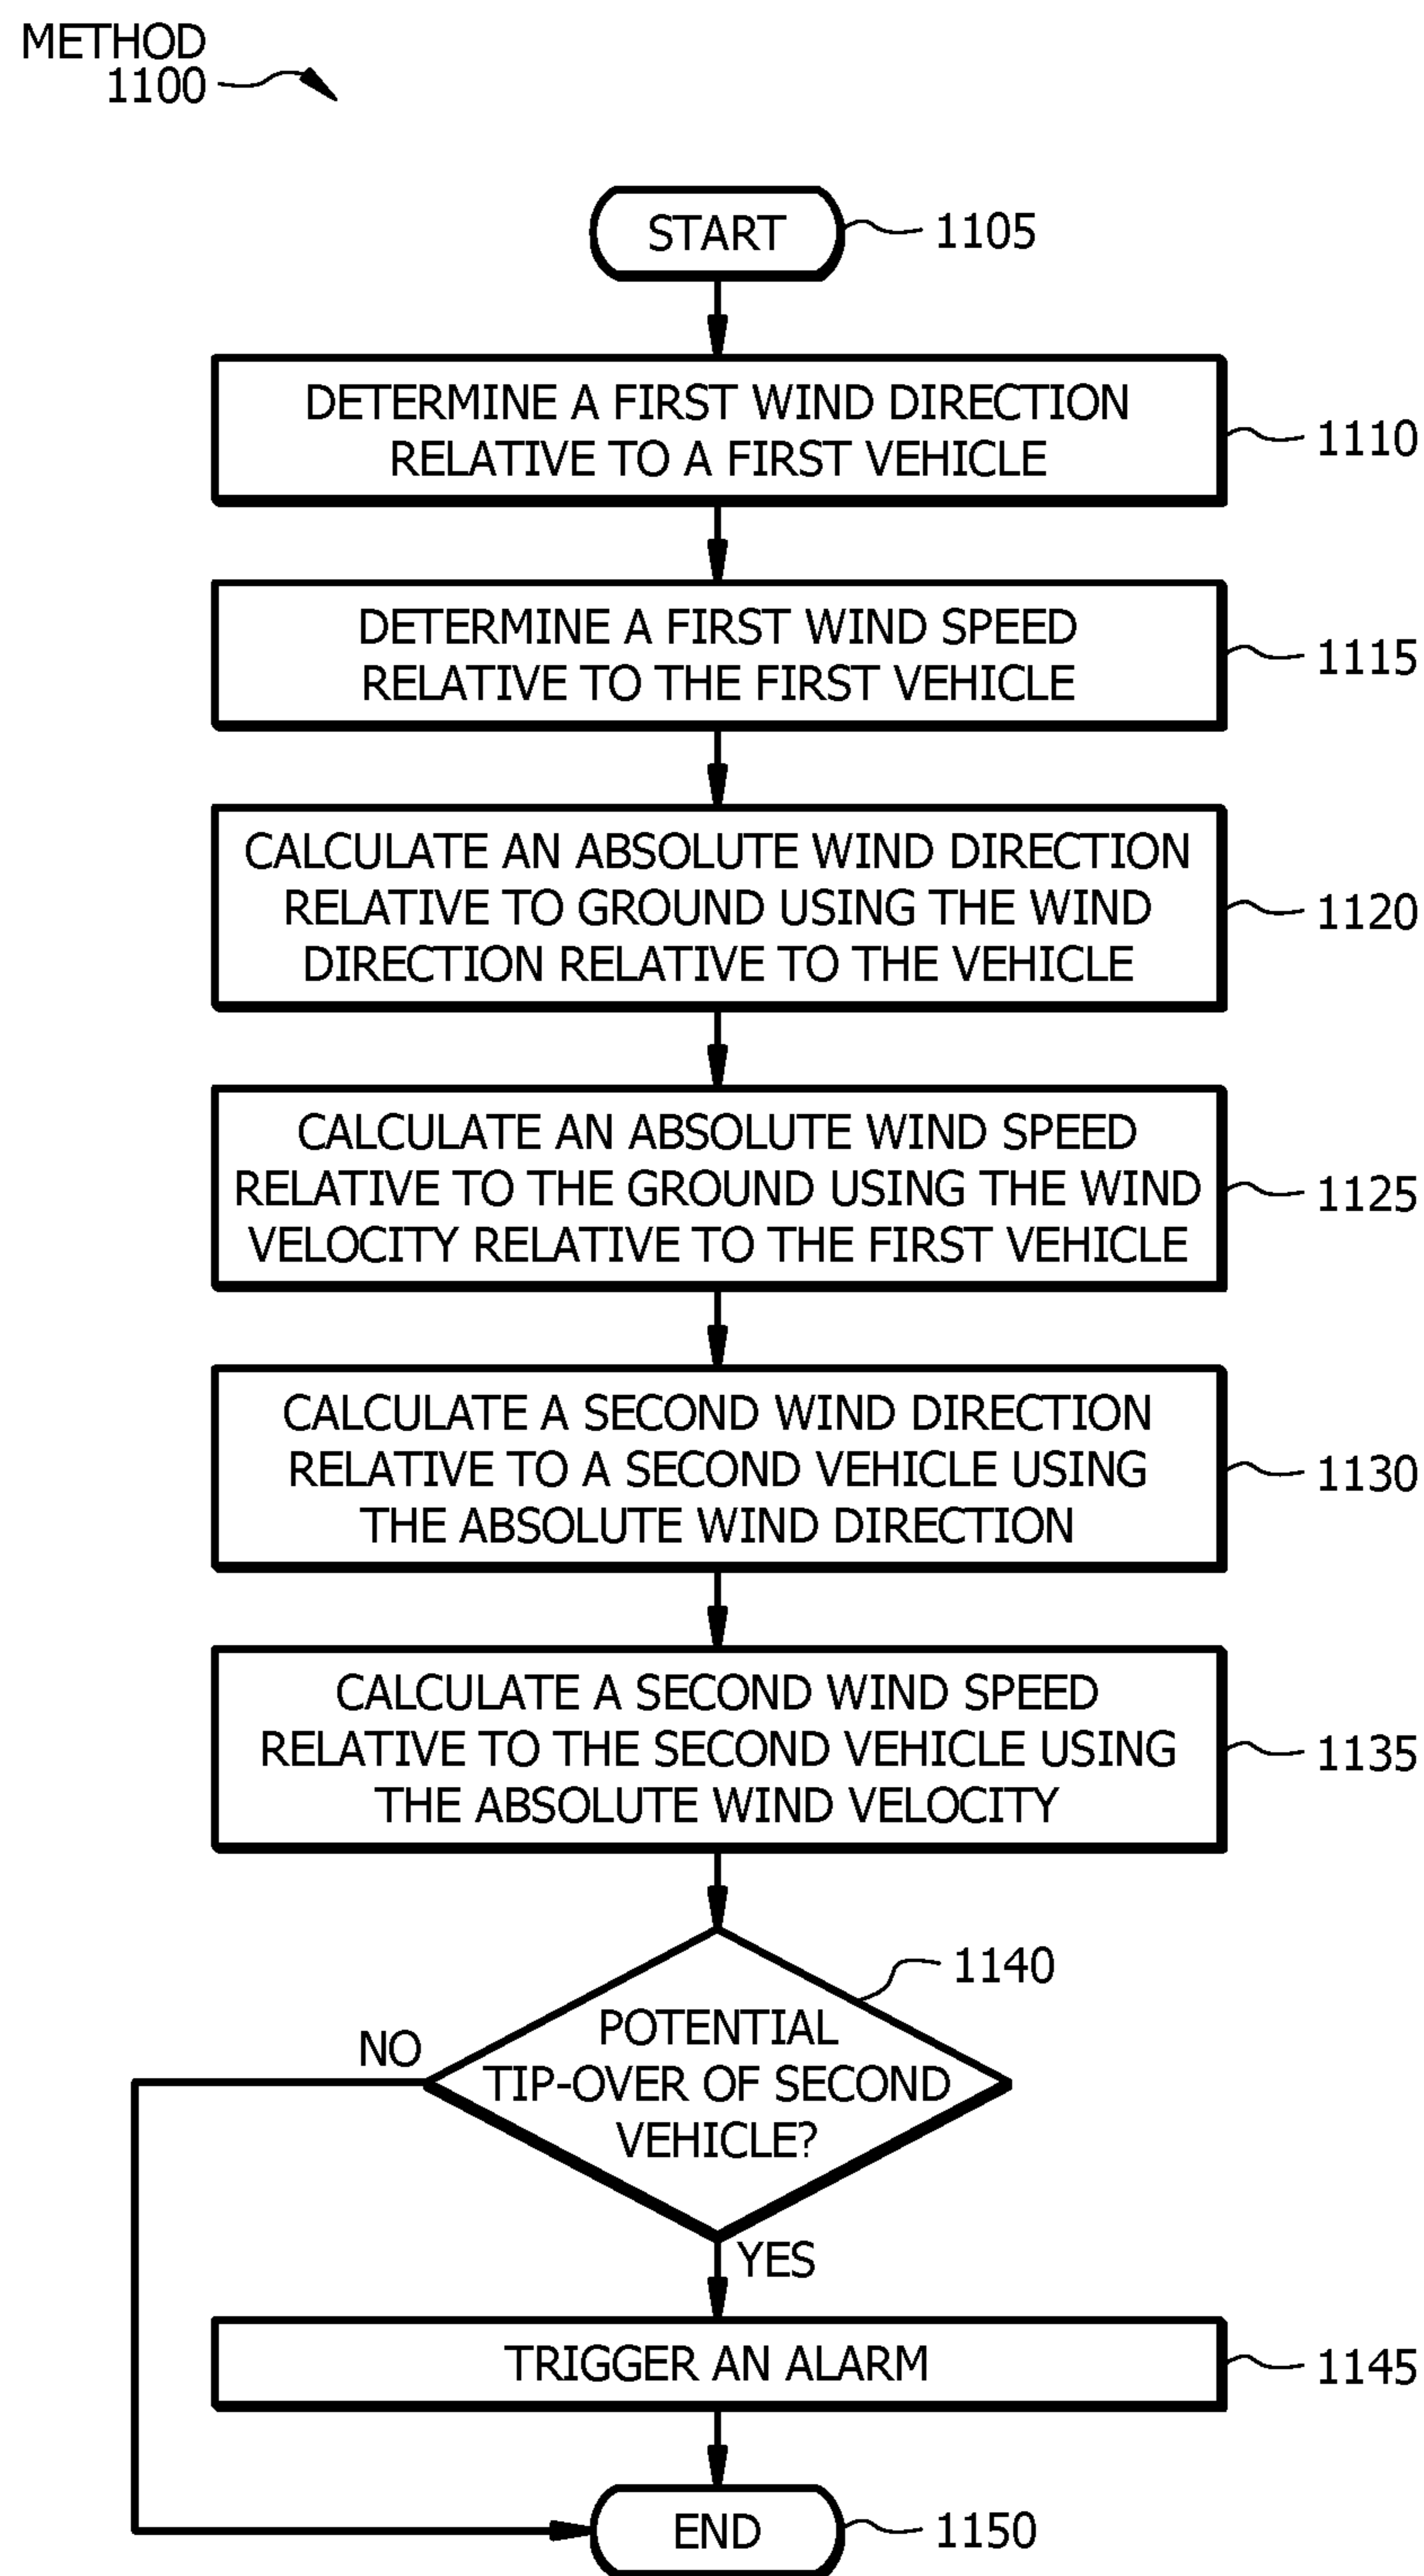 METHOD
1100
START
1105
DETERMINE A FIRST WIND DIRECTION
RELATIVE TO A FIRST VEHICLE
1110
DETERMINE A FIRST WIND SPEED
RELATIVE TO THE FIRST VEHICLE
1115
CALCULATE AN ABSOLUTE WIND DIRECTION
RELATIVE TO GROUND USING THE WIND
DIRECTION RELATIVE TO THE VEHICLE
1120
CALCULATE AN ABSOLUTE WIND SPEED
RELATIVE TO THE GROUND USING THE WIND
VELOCITY RELATIVE TO THE FIRST VEHICLE
1125
CALCULATE A SECOND WIND DIRECTION
RELATIVE TO A SECOND VEHICLE USING
THE ABSOLUTE WIND DIRECTION
1130
CALCULATE A SECOND WIND SPEED
RELATIVE TO THE SECOND VEHICLE USING
THE ABSOLUTE WIND VELOCITY
1135
1140
POTENTIAL
TIP-OVER OF SECOND
VEHICLE?
NO
YES
TRIGGER AN ALARM
1145
END
1150